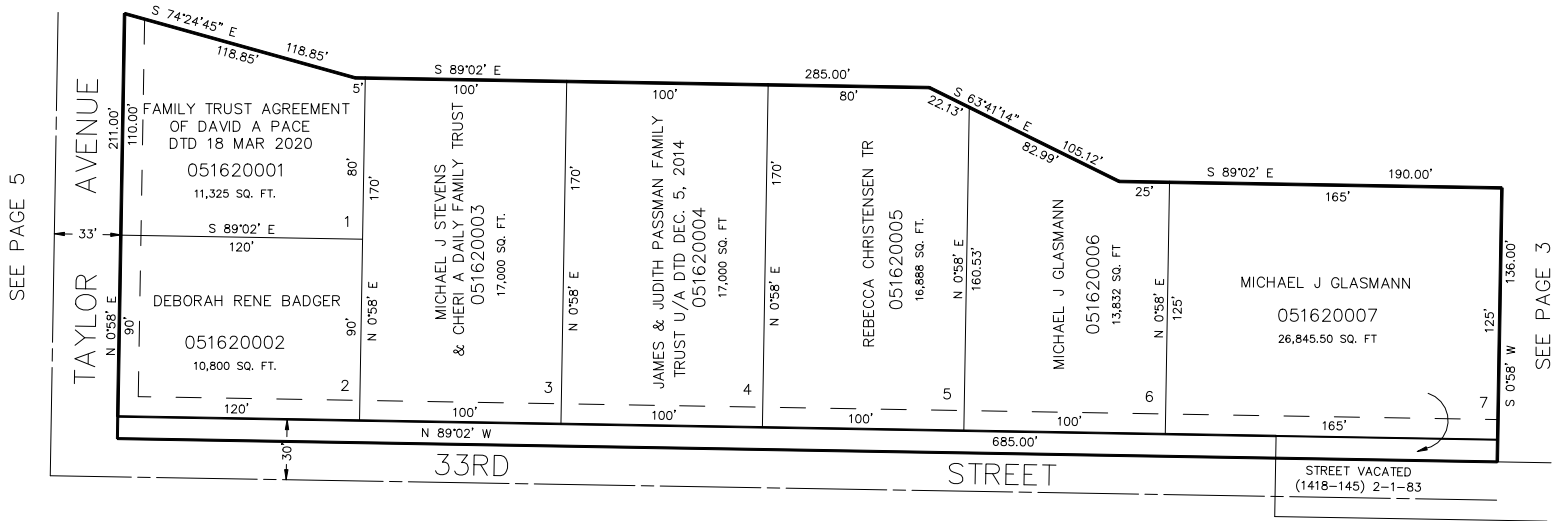 S 74°24'45" E
118.85'
118.85'
S 89°02' E
285.00'
5'
100'
100'
80'
22.13'
S 63°41'14" E
82.99'
105.12'
S 89°02' E
190.00'
25'
165'
SEE PAGE 5
TAYLOR AVENUE
211.00'
110.00'
N 0°58' E
90'
33'
FAMILY TRUST AGREEMENT
OF DAVID A PACE
DTD 18 MAR 2020
051620001
11,325 SQ. FT.
80'
1
S 89°02' E
120'
DEBORAH RENE BADGER
051620002
10,800 SQ. FT.
90'
2
120'
170'
N 0°58' E
MICHAEL J STEVENS
& CHERI A DAILY FAMILY TRUST
051620003
17,000 SQ. FT.
3
100'
170'
N 0°58' E
JAMES & JUDITH PASSMAN FAMILY
TRUST U/A DTD DEC. 5, 2014
051620004
17,000 SQ. FT
4
100'
170'
N 0°58' E
REBECCA CHRISTENSEN TR
051620005
16,888 SQ. FT
5
100'
N 0°58' E
160.53'
MICHAEL J GLASMANN
051620006
13,832 SQ. FT
6
100'
N 0°58' E
125'
MICHAEL J GLASMANN
051620007
26,845.50 SQ. FT
7
165'
125'
136.00'
S 0°58' W
SEE PAGE 3
N 89°02' W
685.00'
30'
33RD STREET
STREET VACATED
(1418-145) 2-1-83